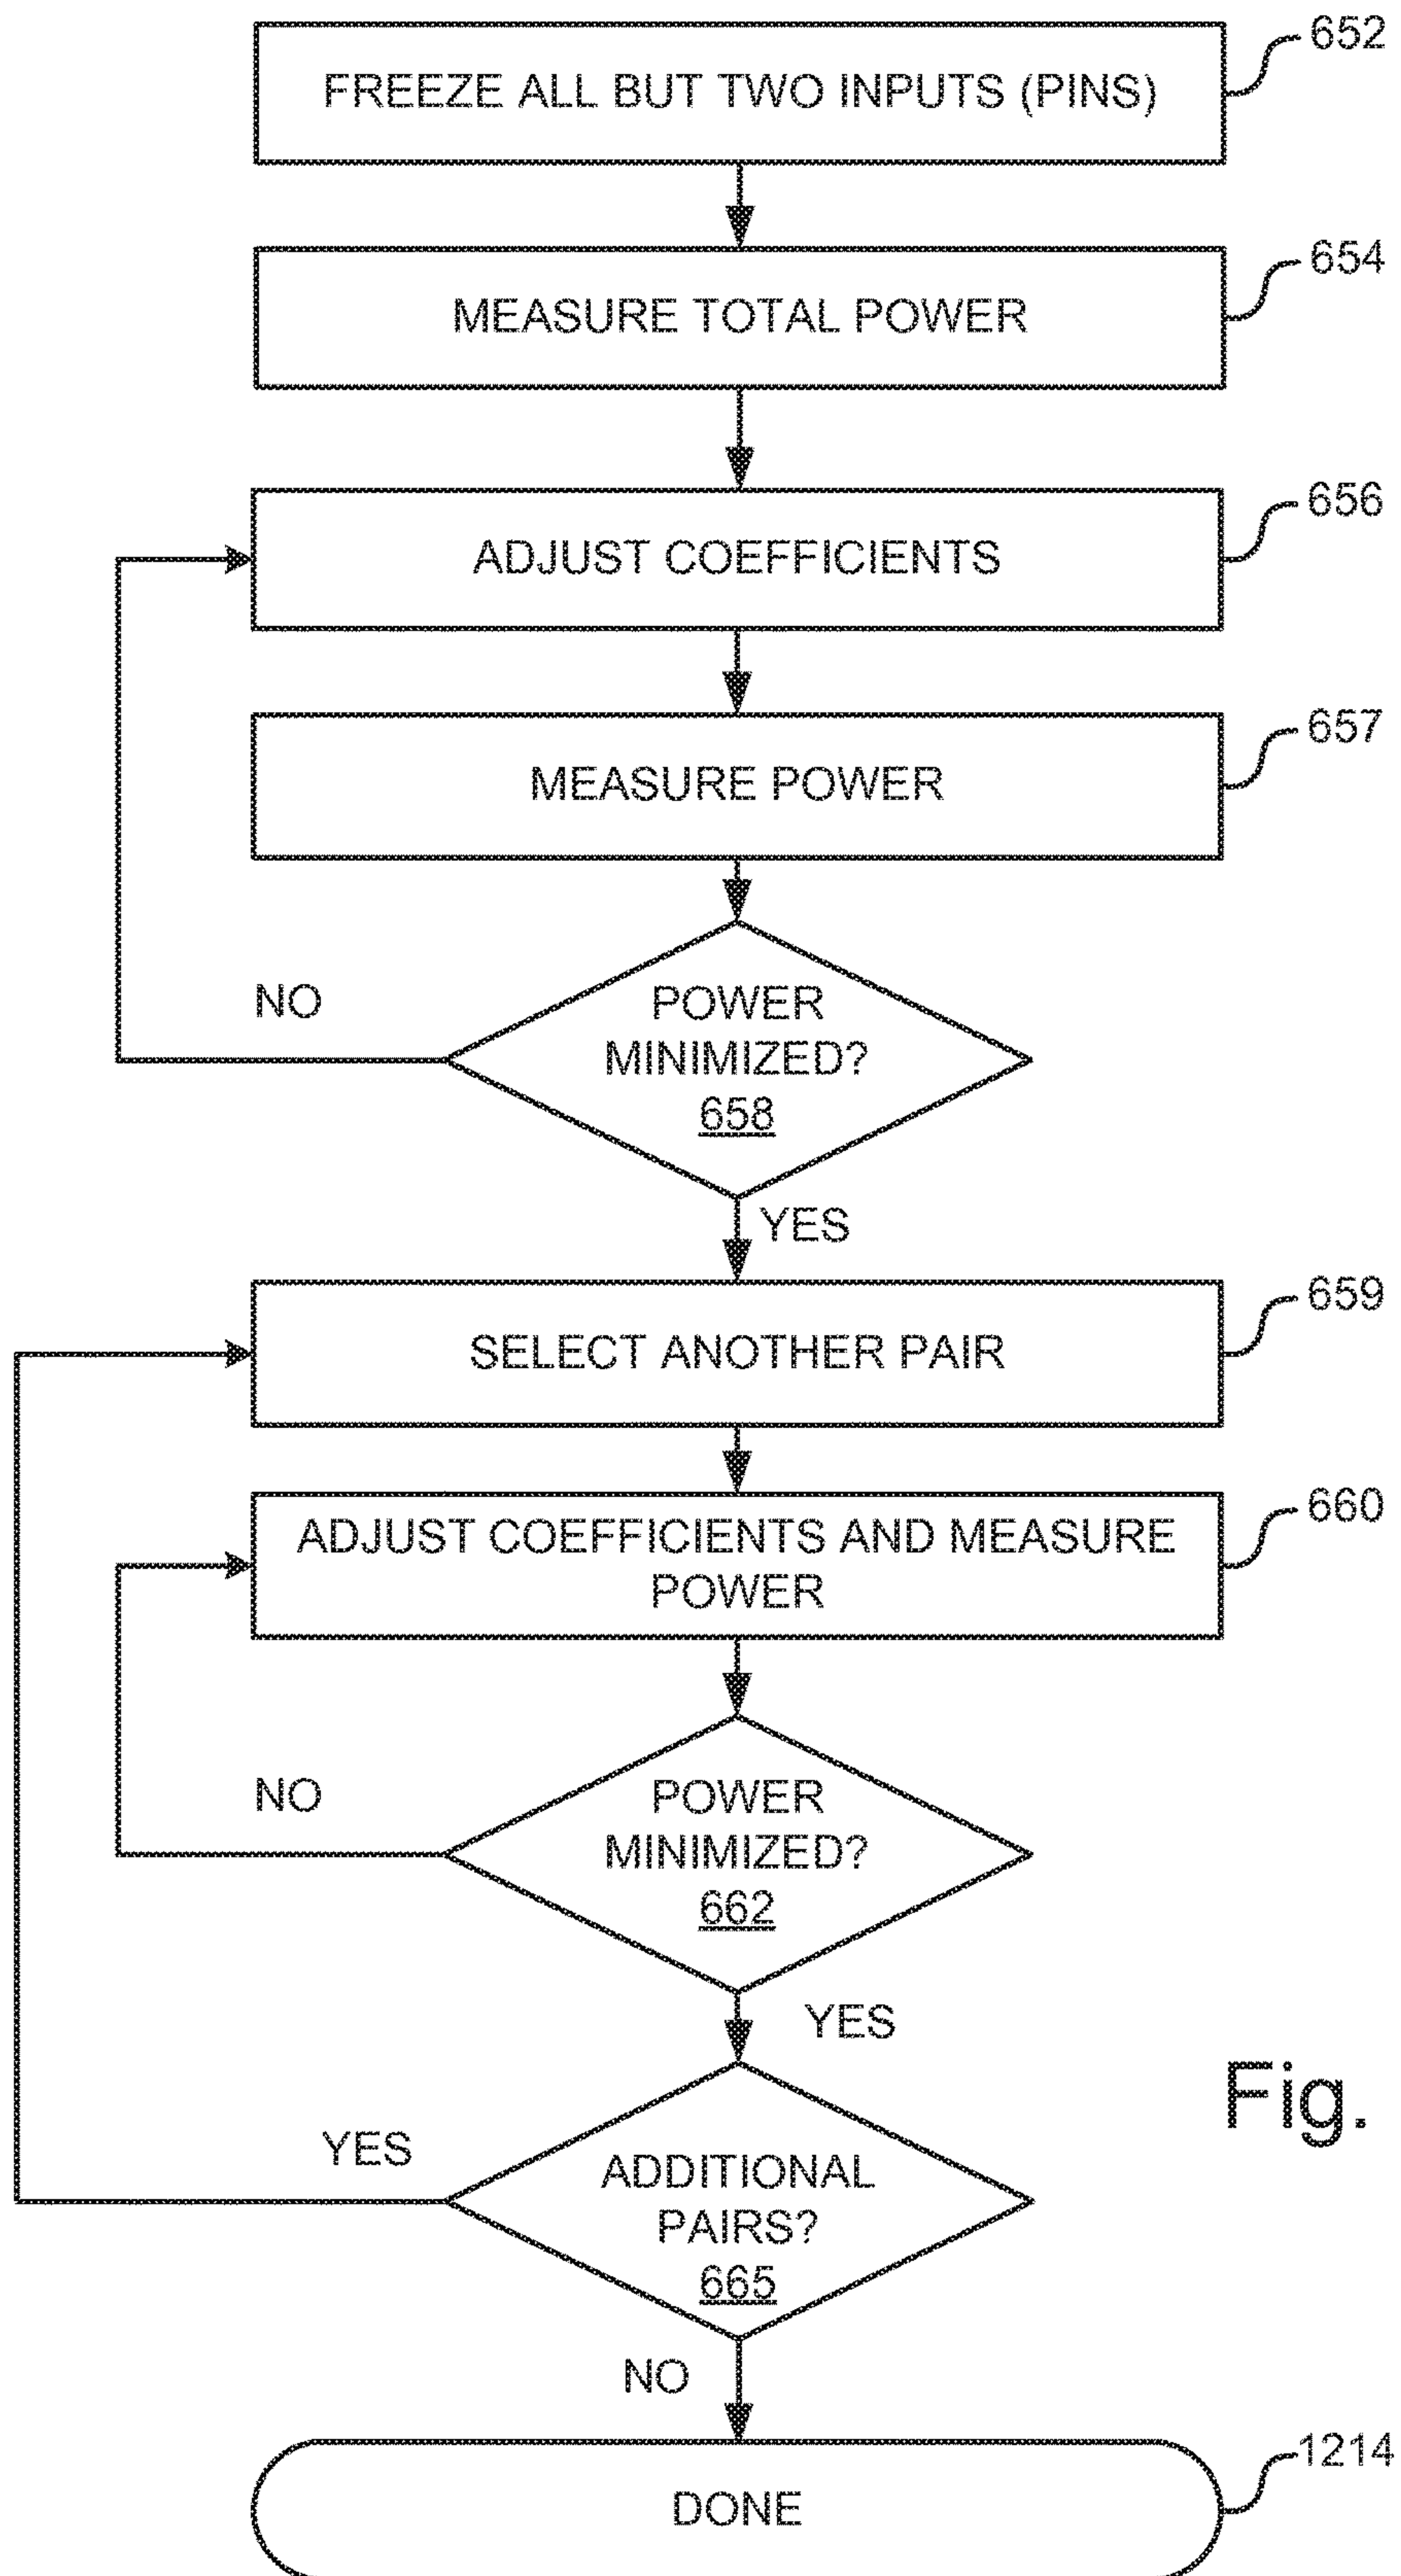 652
FREEZE ALL BUT TWO INPUTS (PINS)
654
MEASURE TOTAL POWER
656
ADJUST COEFFICIENTS
657
MEASURE POWER
NO
POWER
MINIMIZED?
658
YES
659
SELECT ANOTHER PAIR
660
ADJUST COEFFICIENTS AND MEASURE
POWER
NO
POWER
MINIMIZED?
662
YES
Fig.
YES
ADDITIONAL
PAIRS?
665
NO
1214
DONE